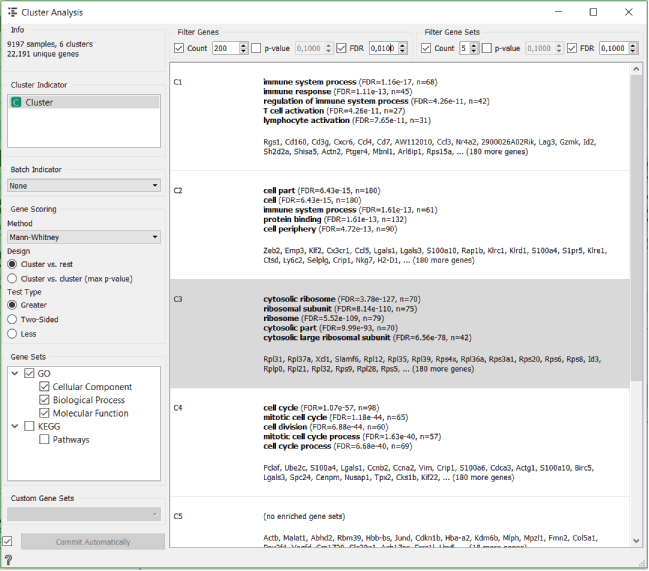 Cluster Analysis
Info
9197 samples, 6 clusters
22,191 unique genes
Cluster Indicator
C Cluster
Batch Indicator
None
Gene Scoring
Method
Mann-Whitney
Design
Cluster vs. rest
Cluster vs. cluster (max p-value)
Test Type
Greater
Two-Sided
Less
Gene Sets
GO
Cellular Component
Biological Process
Molecular Function
KEGG
Pathways
Custom Gene Sets
Commit Automatically
?
Filter Genes
Count 200 p-value 0,1000 FDR 0,010
Filter Gene Sets
Count 5 p-value 0,1000 FDR 0,1000
C1
immune system process (FDR=1.16e-17, n=68)
immune response (FDR=1.11e-13, n=45)
regulation of immune system process (FDR=4.26e-11, n=42)
T cell activation (FDR=4.26e-11, n=27)
lymphocyte activation (FDR=7.65e-11, n=31)
Rgs1, Cd160, Cd3g, Cxcr6, Ccl4, Cd7, AW112010, Ccl3, Nr4a2, 2900026A02Rik, Lag3, Gzmk, Id2,
Sh2d2a, Shisa5, Actn2, Ptger4, Mbnl1, Arl6ip1, Rps15a, ... (180 more genes)
C2
cell part (FDR=6.43e-15, n=180)
cell (FDR=6.43e-15, n=180)
immune system process (FDR=1.61e-13, n=61)
protein binding (FDR=1.61e-13, n=132)
cell periphery (FDR=4.72e-13, n=90)
Zeb2, Emp3, Klf2, Cx3cr1, Ccl5, Lgals1, Lgals3, S100a10, Rap1b, Klrc1, Klrd1, S100a4, S1pr5, Klre1,
Ctsd, Ly6c2, Selplg, Crip1, Nkg7, H2-D1, ... (180 more genes)
C3
cytosolic ribosome (FDR=3.78e-127, n=70)
ribosomal subunit (FDR=8.14e-110, n=75)
ribosome (FDR=5.52e-109, n=79)
cytosolic part (FDR=9.99e-93, n=70)
cytosolic large ribosomal subunit (FDR=6.56e-78, n=42)
Rpl31, Rpl37a, Xcl1, Slamf6, Rpl12, Rpl35, Rpl39, Rps4x, Rpl36a, Rps3a1, Rps20, Rps6, Rps8, Id3,
Rplp0, Rpl21, Rpl32, Rps9, Rpl28, Rps5, ... (180 more genes)
C4
cell cycle (FDR=1.07e-57, n=98)
mitotic cell cycle (FDR=1.18e-44, n=65)
cell division (FDR=6.88e-44, n=60)
mitotic cell cycle process (FDR=1.63e-40, n=57)
cell cycle process (FDR=6.68e-40, n=69)
Pclaf, Ube2c, S100a4, Lgals1, Ccnb2, Ccna2, Vim, Crip1, S100a6, Cdca3, Actg1, S100a10, Birc5,
Lgals3, Spc24, Cenpm, Nusap1, Tpx2, Cks1b, Kif22, ... (180 more genes)
C5
(no enriched gene sets)
Actb, Malat1, Abhd2, Rbm39, Hbb-bs, Jund, Cdkn1b, Hba-a2, Kdm6b, Mlph, Mpzl1, Fmn2, Col5a1,